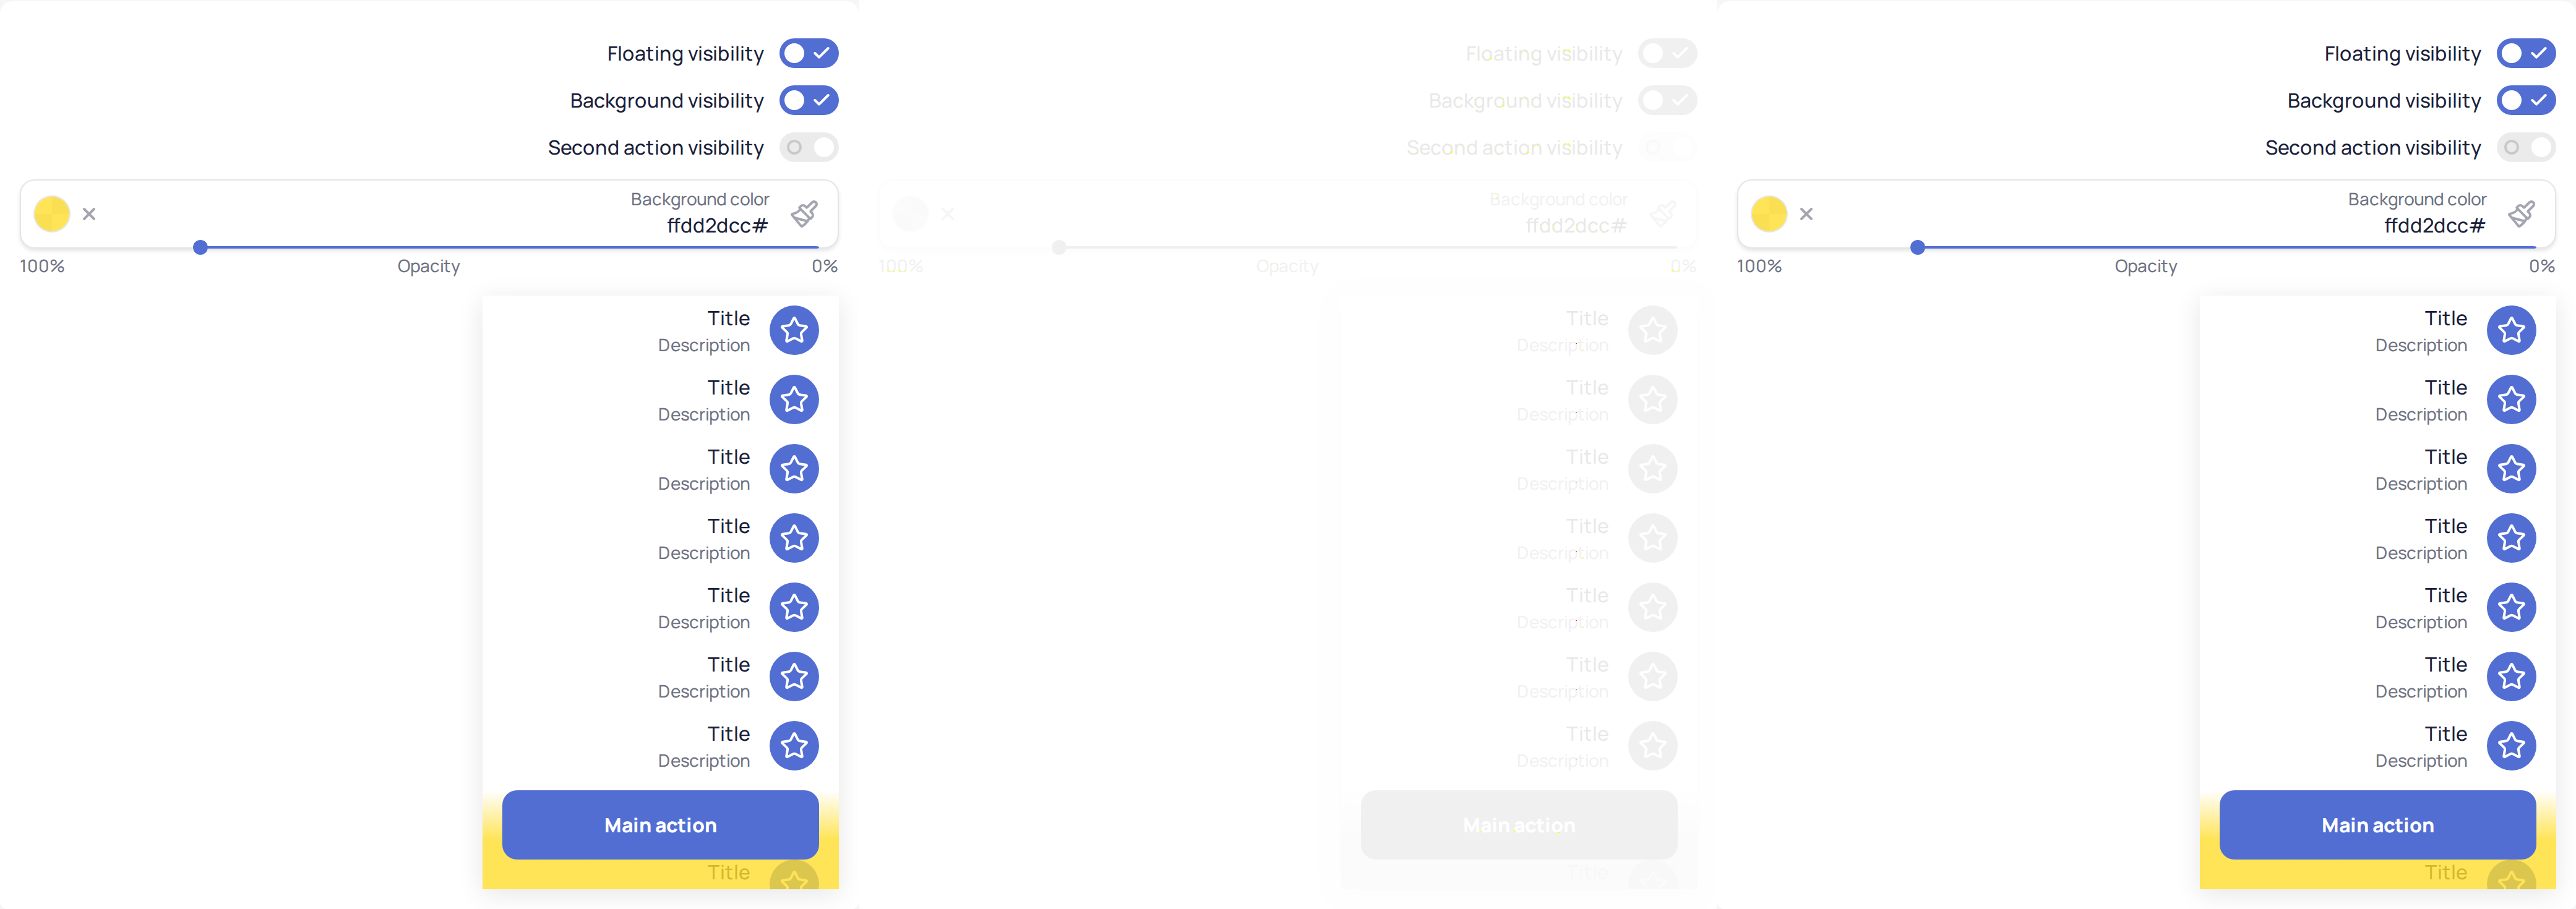 Floating visibility
Background visibility
Second action visibility
Background color
ffdd2dcc#
100% Opacity 0%
Title
Description
Title
Description
Title
Description
Title
Description
Title
Description
Title
Description
Title
Description
Main action
Title
Floating visibility
Background visibility
Second action visibility
Background color
ffdd2dcc#
100% Opacity 0%
Title
Description
Title
Description
Title
Description
Title
Description
Title
Description
Title
Description
Title
Description
Main action
Title
Floating visibility
Background visibility
Second action visibility
Background color
ffdd2dcc#
100% Opacity 0%
Title
Description
Title
Description
Title
Description
Title
Description
Title
Description
Title
Description
Title
Description
Main action
Title